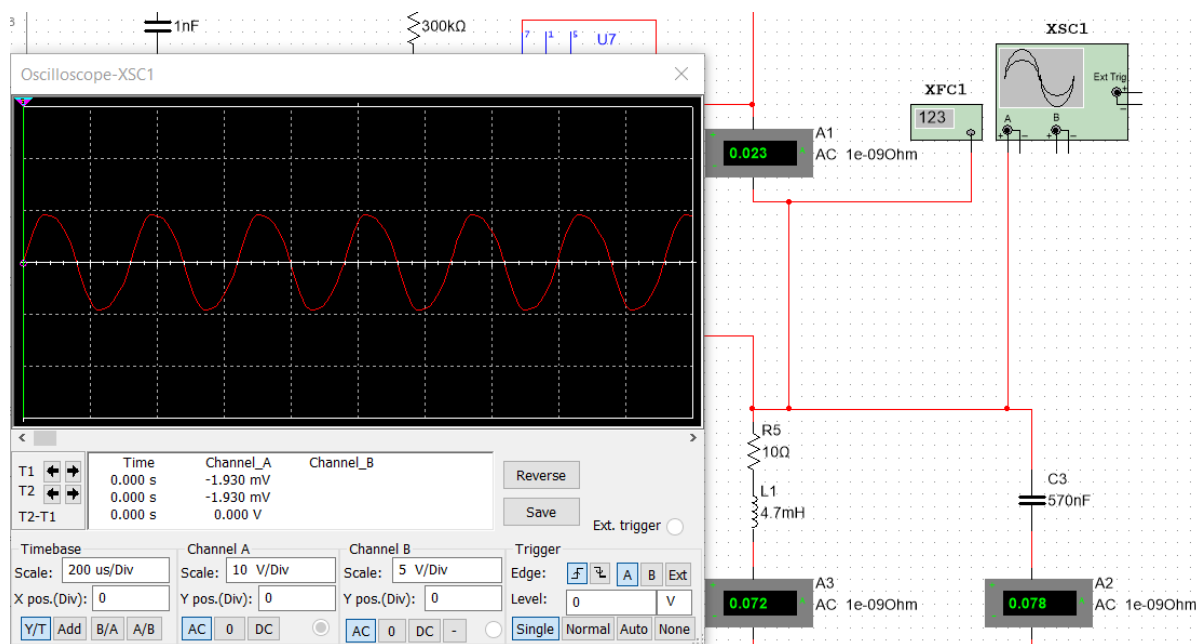 1nF
300kΩ
7
1
5
U7
XSC1
Oscilloscope-XSC1
Ext Trig
XFC1
123
A
B
A1
0.023
AC 1e-09Ohm
R5
10Ω
L1
4.7mH
C3
570nF
T1
T2
T2-T1
Time Channel_A Channel_B
0.000 s -1.930 mV
0.000 s -1.930 mV
0.000 s 0.000 V
Reverse
Save
Ext. trigger
Timebase
Scale: 200 us/Div
X pos.(Div): 0
Y/T Add B/A A/B
Channel A
Scale: 10 V/Div
Y pos.(Div): 0
AC 0 DC
Channel B
Scale: 5 V/Div
Y pos.(Div): 0
AC 0 DC -
Trigger
Edge: A B Ext
Level: 0 V
Single Normal Auto None
A3
0.072
AC 1e-09Ohm
A2
0.078
AC 1e-09Ohm